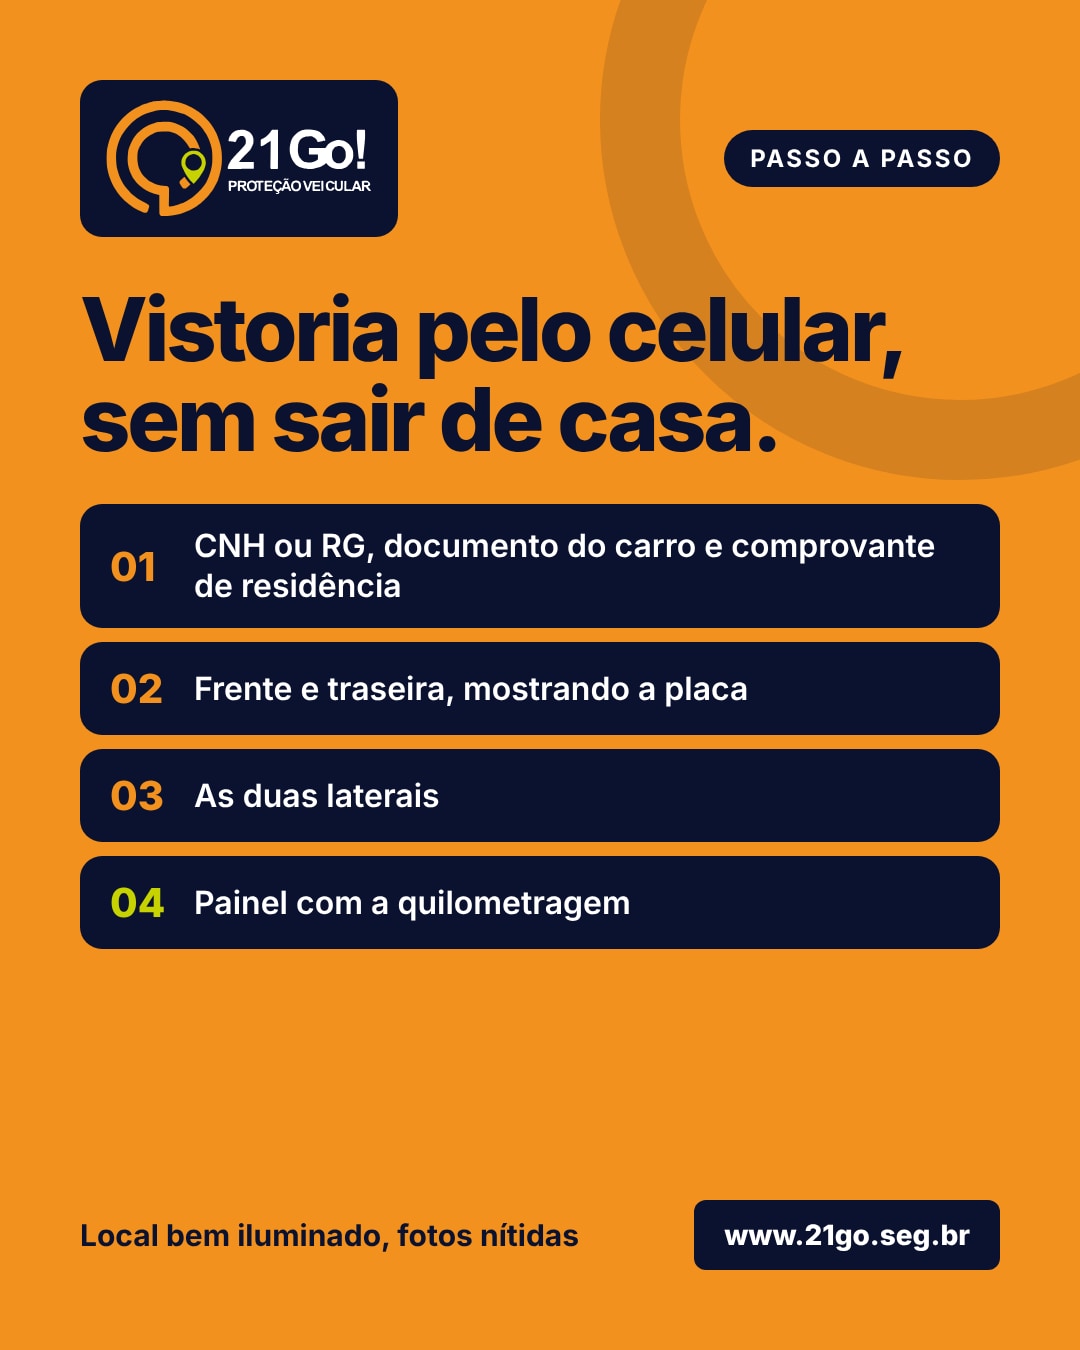 21Go!
PROTEÇÃO VEICULAR
PASSO A PASSO
Vistoria pelo celular,
sem sair de casa.
01 CNH ou RG, documento do carro e comprovante
de residência
02 Frente e traseira, mostrando a placa
03 As duas laterais
04 Painel com a quilometragem
Local bem iluminado, fotos nítidas
www.21go.seg.br